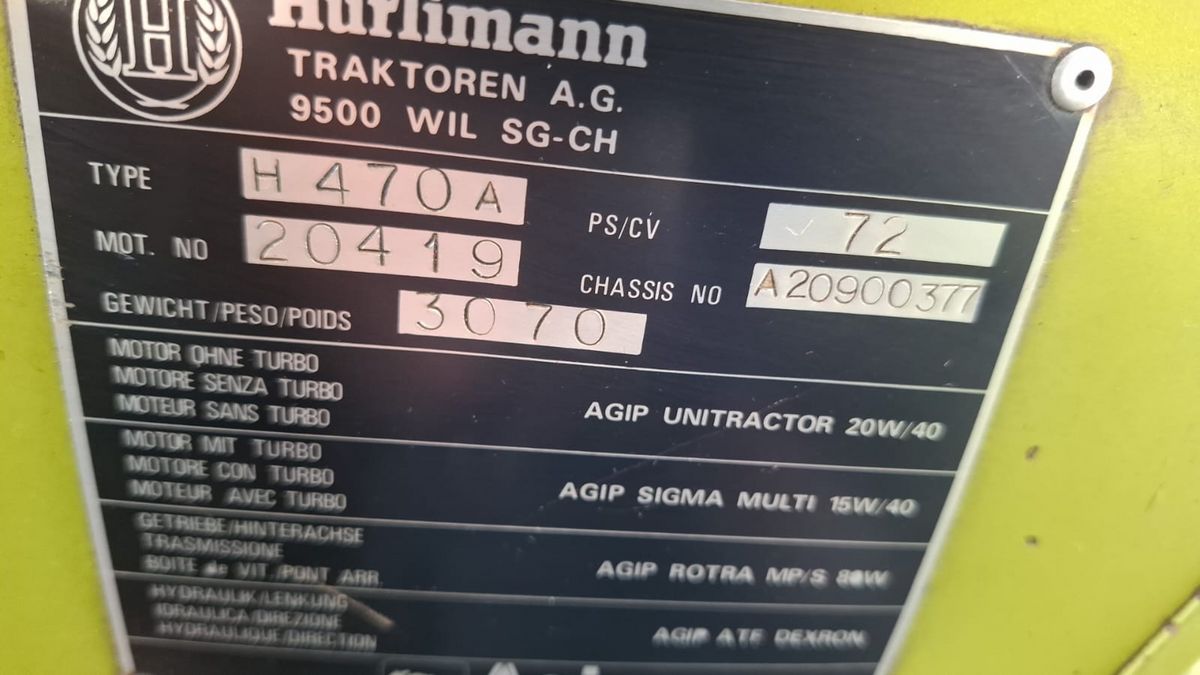 H
Hürlimann
TRAKTOREN A.G.
9500 WIL SG-CH
TYPE H 470 A PS/CV 72
MOT. NO 20419 CHASSIS NO A20900377
GEWICHT/PESO/POIDS 3070
MOTOR OHNE TURBO
MOTORE SENZA TURBO
MOTEUR SANS TURBO
AGIP UNITRACTOR 20W/40
MOTOR MIT TURBO
MOTORE CON TURBO
MOTEUR AVEC TURBO
AGIP SIGMA MULTI 15W/40
GETRIEBE/HINTERACHSE
TRASMISSIONE
BOITE de VIT./PONT ARR.
AGIP ROTRA MP/S
HYDRAULIK/LENKUNG
IDRAULICA/DIREZIONE
HYDRAULIQUE/DIRECTION
AGIP ATF DEXRON